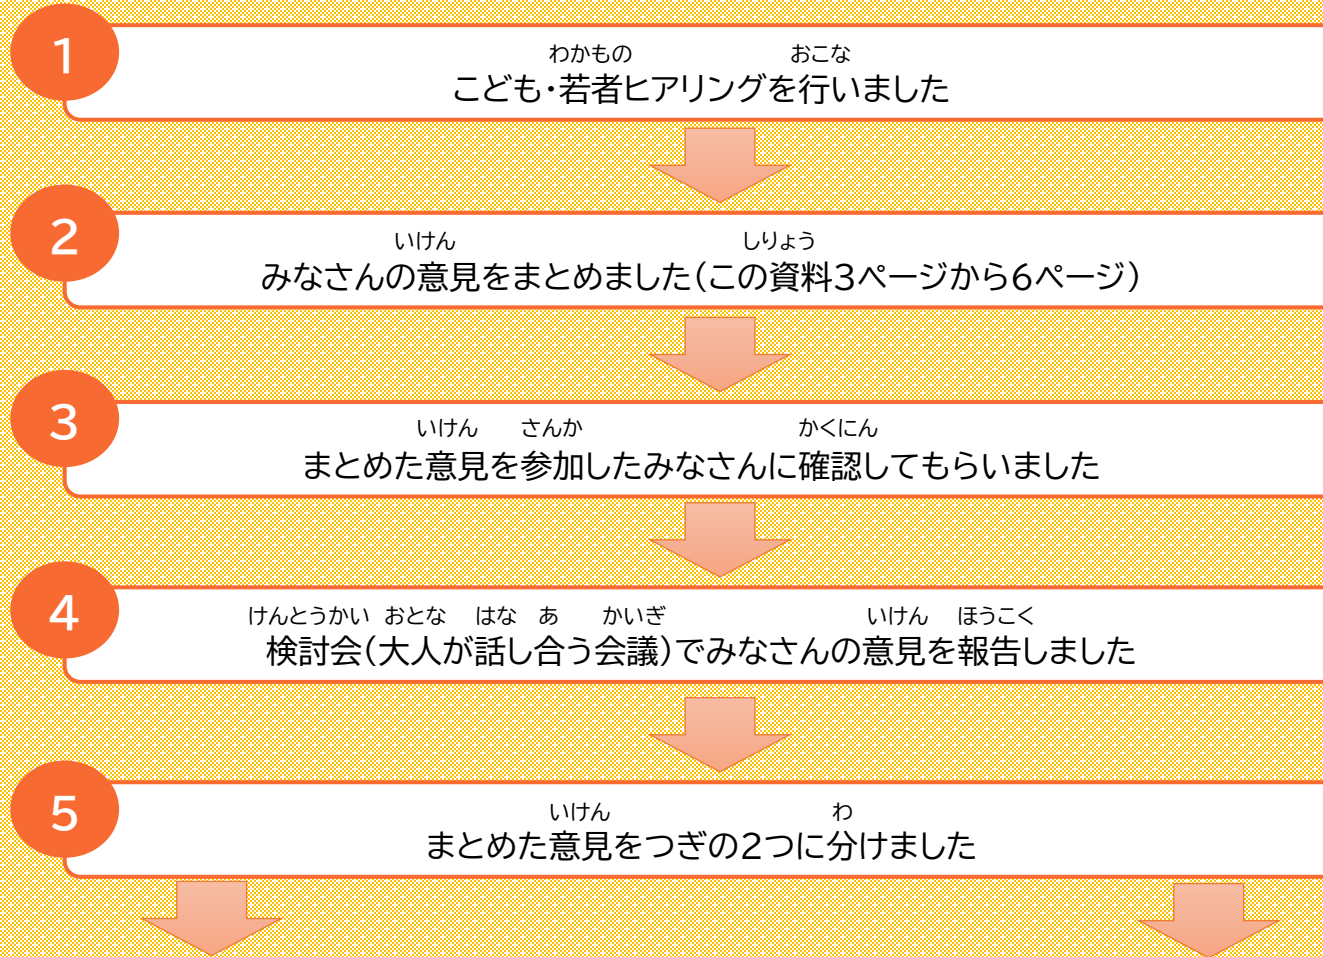 1
わかもの おこな
こども・若者ヒアリングを行いました
2
いけん しりょう
みなさんの意見をまとめました(この資料3ページから6ページ)
3
いけん さんか かくにん
まとめた意見を参加したみなさんに確認してもらいました
4
けんとうかい おとな はな あ かいぎ いけん ほうこく
検討会(大人が話し合う会議)でみなさんの意見を報告しました
5
いけん わ
まとめた意見をつぎの2つに分けました